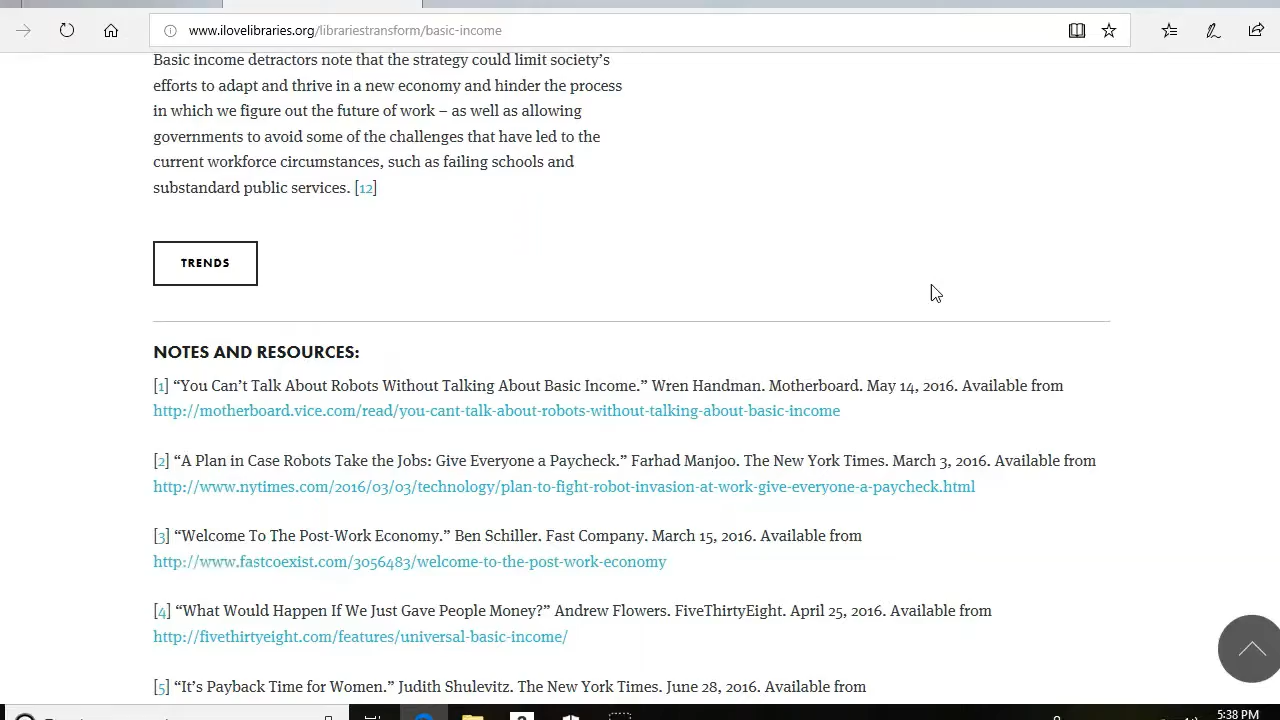 www.ilovelibraries.org/librariestransform/basic-income
Basic income detractors note that the strategy could limit society’s
efforts to adapt and thrive in a new economy and hinder the process
in which we figure out the future of work – as well as allowing
governments to avoid some of the challenges that have led to the
current workforce circumstances, such as failing schools and
substandard public services. [12]
TRENDS
NOTES AND RESOURCES:
[1] “You Can’t Talk About Robots Without Talking About Basic Income.” Wren Handman. Motherboard. May 14, 2016. Available from
http://motherboard.vice.com/read/you-cant-talk-about-robots-without-talking-about-basic-income
[2] “A Plan in Case Robots Take the Jobs: Give Everyone a Paycheck.” Farhad Manjoo. The New York Times. March 3, 2016. Available from
http://www.nytimes.com/2016/03/03/technology/plan-to-fight-robot-invasion-at-work-give-everyone-a-paycheck.html
[3] “Welcome To The Post-Work Economy.” Ben Schiller. Fast Company. March 15, 2016. Available from
http://www.fastcoexist.com/3056483/welcome-to-the-post-work-economy
[4] “What Would Happen If We Just Gave People Money?” Andrew Flowers. FiveThirtyEight. April 25, 2016. Available from
http://fivethirtyeight.com/features/universal-basic-income/
[5] “It’s Payback Time for Women.” Judith Shulevitz. The New York Times. June 28, 2016. Available from
5:38 PM